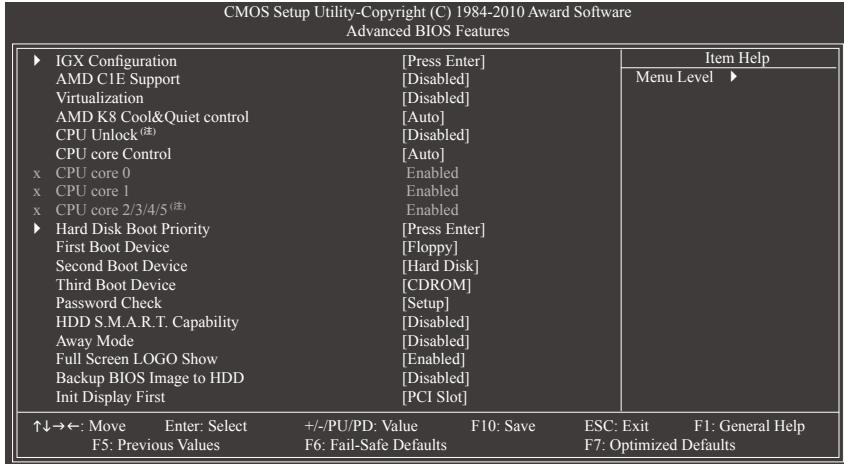 CMOS Setup Utility-Copyright (C) 1984-2010 Award Software
Advanced BIOS Features
▶ IGX Configuration [Press Enter]
AMD C1E Support [Disabled]
Virtualization [Disabled]
AMD K8 Cool&Quiet control [Auto]
CPU Unlock (注) [Disabled]
CPU core Control [Auto]
x CPU core 0 Enabled
x CPU core 1 Enabled
x CPU core 2/3/4/5 (注) Enabled
▶ Hard Disk Boot Priority [Press Enter]
First Boot Device [Floppy]
Second Boot Device [Hard Disk]
Third Boot Device [CDROM]
Password Check [Setup]
HDD S.M.A.R.T. Capability [Disabled]
Away Mode [Disabled]
Full Screen LOGO Show [Enabled]
Backup BIOS Image to HDD [Disabled]
Init Display First [PCI Slot]
Item Help
Menu Level ▶
↑↓→←: Move Enter: Select +/-/PU/PD: Value F10: Save ESC: Exit F1: General Help
F5: Previous Values F6: Fail-Safe Defaults F7: Optimized Defaults